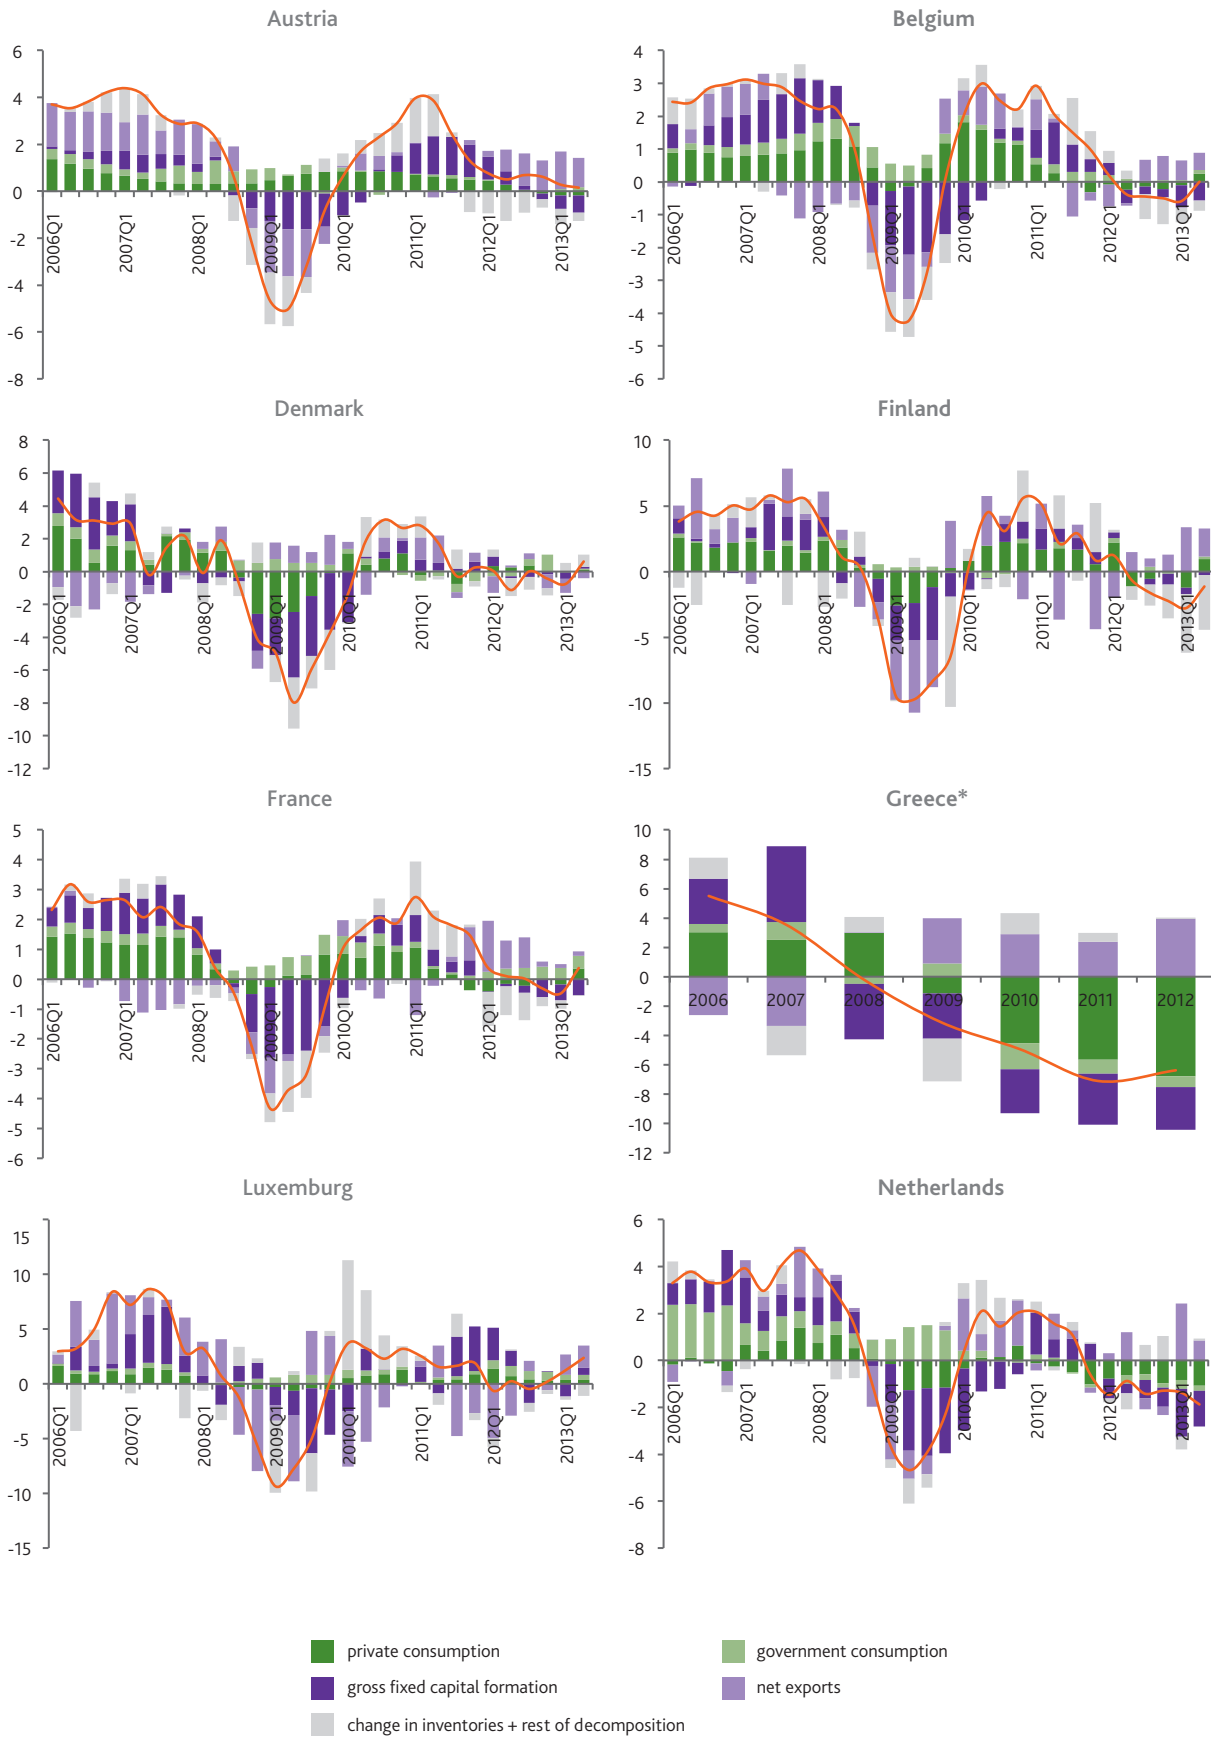 Austria
6
4
2
0
-2
-4
-6
-8
2006Q1
2007Q1
2008Q1
2009Q1
2010Q1
2011Q1
2012Q1
2013Q1
Belgium
4
3
2
1
0
-1
-2
-3
-4
-5
-6
2006Q1
2007Q1
2008Q1
2009Q1
2010Q1
2011Q1
2012Q1
2013Q1
Denmark
8
6
4
2
0
-2
-4
-6
-8
-10
-12
2006Q1
2007Q1
2008Q1
2009Q1
2010Q1
2011Q1
2012Q1
2013Q1
Finland
10
5
0
-5
-10
-15
2006Q1
2007Q1
2008Q1
2009Q1
2010Q1
2011Q1
2012Q1
2013Q1
France
5
4
3
2
1
0
-1
-2
-3
-4
-5
-6
2006Q1
2007Q1
2008Q1
2009Q1
2010Q1
2011Q1
2012Q1
2013Q1
Greece*
10
8
6
4
2
0
-2
-4
-6
-8
-10
-12
2006 2007 2008 2009 2010 2011 2012
Luxemburg
15
10
5
0
-5
-10
-15
2006Q1
2007Q1
2008Q1
2009Q1
2010Q1
2011Q1
2012Q1
2013Q1
Netherlands
6
4
2
0
-2
-4
-6
-8
2006Q1
2007Q1
2008Q1
2009Q1
2010Q1
2011Q1
2012Q1
2013Q1
private consumption
government consumption
gross fixed capital formation
net exports
change in inventories + rest of decomposition